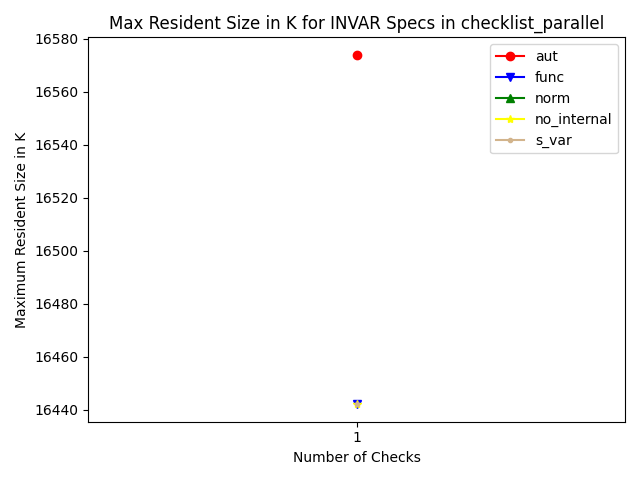 Max Resident Size in K for INVAR Specs in checklist_parallel
aut
func
norm
no_internal
s_var
Maximum Resident Size in K
16580
16560
16540
16520
16500
16480
16460
16440
1
Number of Checks